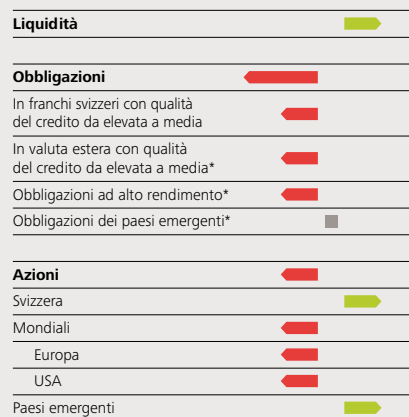 Liquidità
Obbligazioni
In franchi svizzeri con qualità
del credito da elevata a media
In valuta estera con qualità
del credito da elevata a media*
Obbligazioni ad alto rendimento*
Obbligazioni dei paesi emergenti*
Azioni
Svizzera
Mondiali
Europa
USA
Paesi emergenti